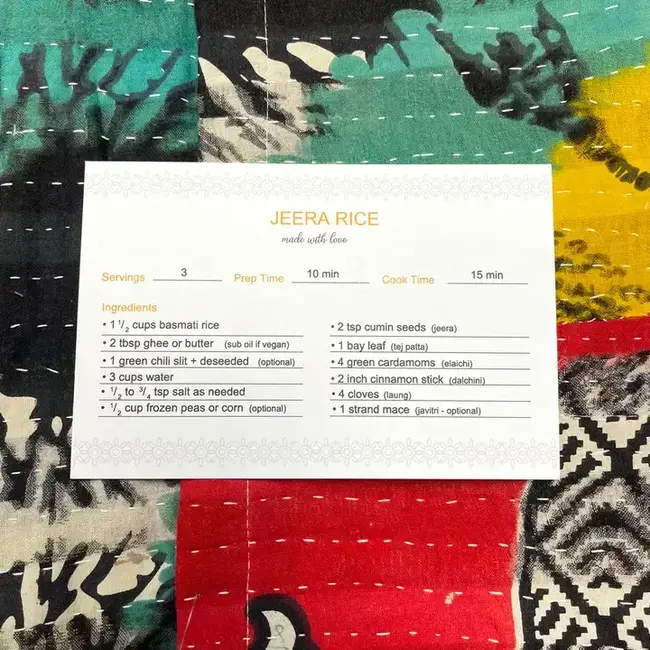 JEERA RICE
made with love
Servings 3 Prep Time 10 min Cook Time 15 min
Ingredients
• 1 1/2 cups basmati rice
• 2 tbsp ghee or butter (sub oil if vegan)
• 1 green chili slit + deseeded (optional)
• 3 cups water
• 1/2 to 3/4 tsp salt as needed
• 1/2 cup frozen peas or corn (optional)
• 2 tsp cumin seeds (jeera)
• 1 bay leaf (tej patta)
• 4 green cardamoms (elaichi)
• 2 inch cinnamon stick (dalchini)
• 4 cloves (laung)
• 1 strand mace (javitri - optional)